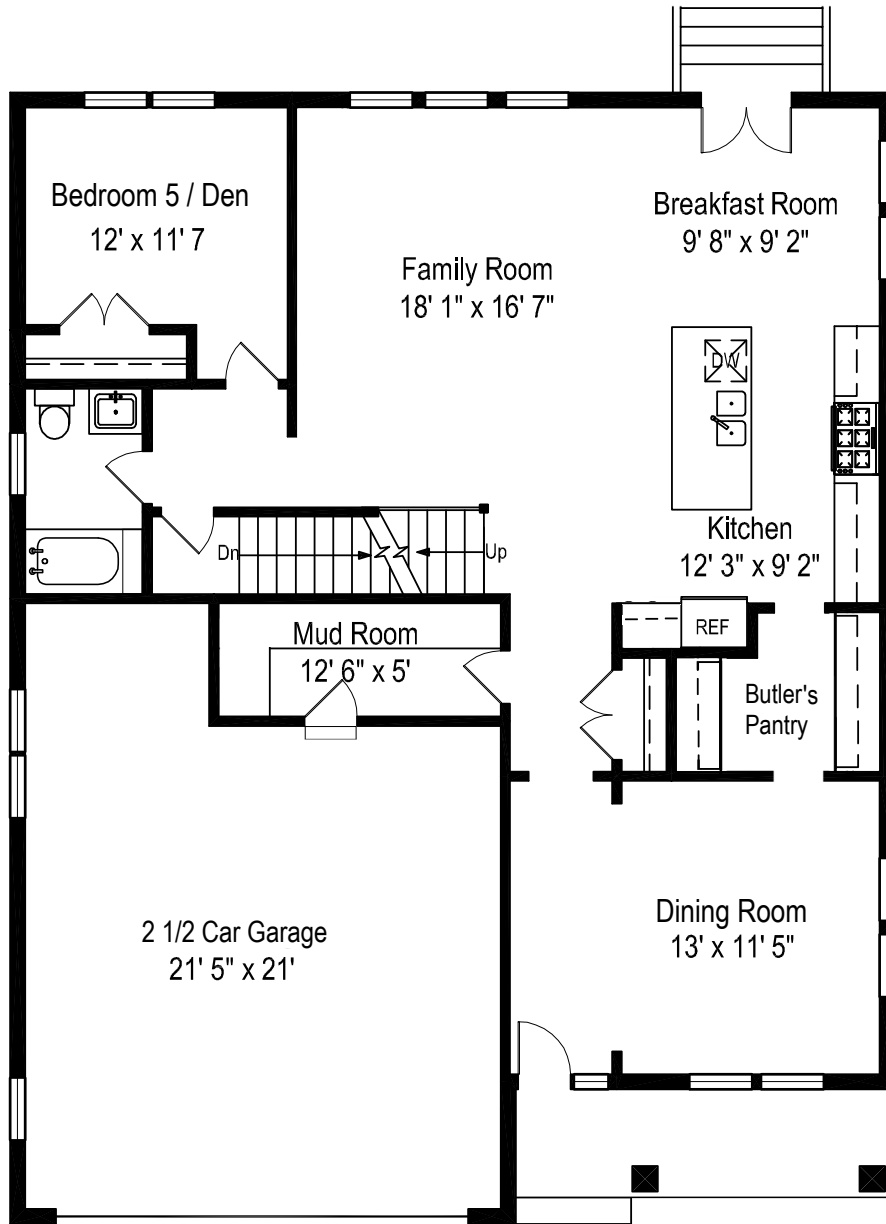 Bedroom 5 / Den
12' x 11' 7
Breakfast Room
9' 8" x 9' 2"
Family Room
18' 1" x 16' 7"
DW
Kitchen
12' 3" x 9' 2"
Dn
Up
REF
Mud Room
12' 6" x 5'
Butler's
Pantry
2 1/2 Car Garage
21' 5" x 21'
Dining Room
13' x 11' 5"